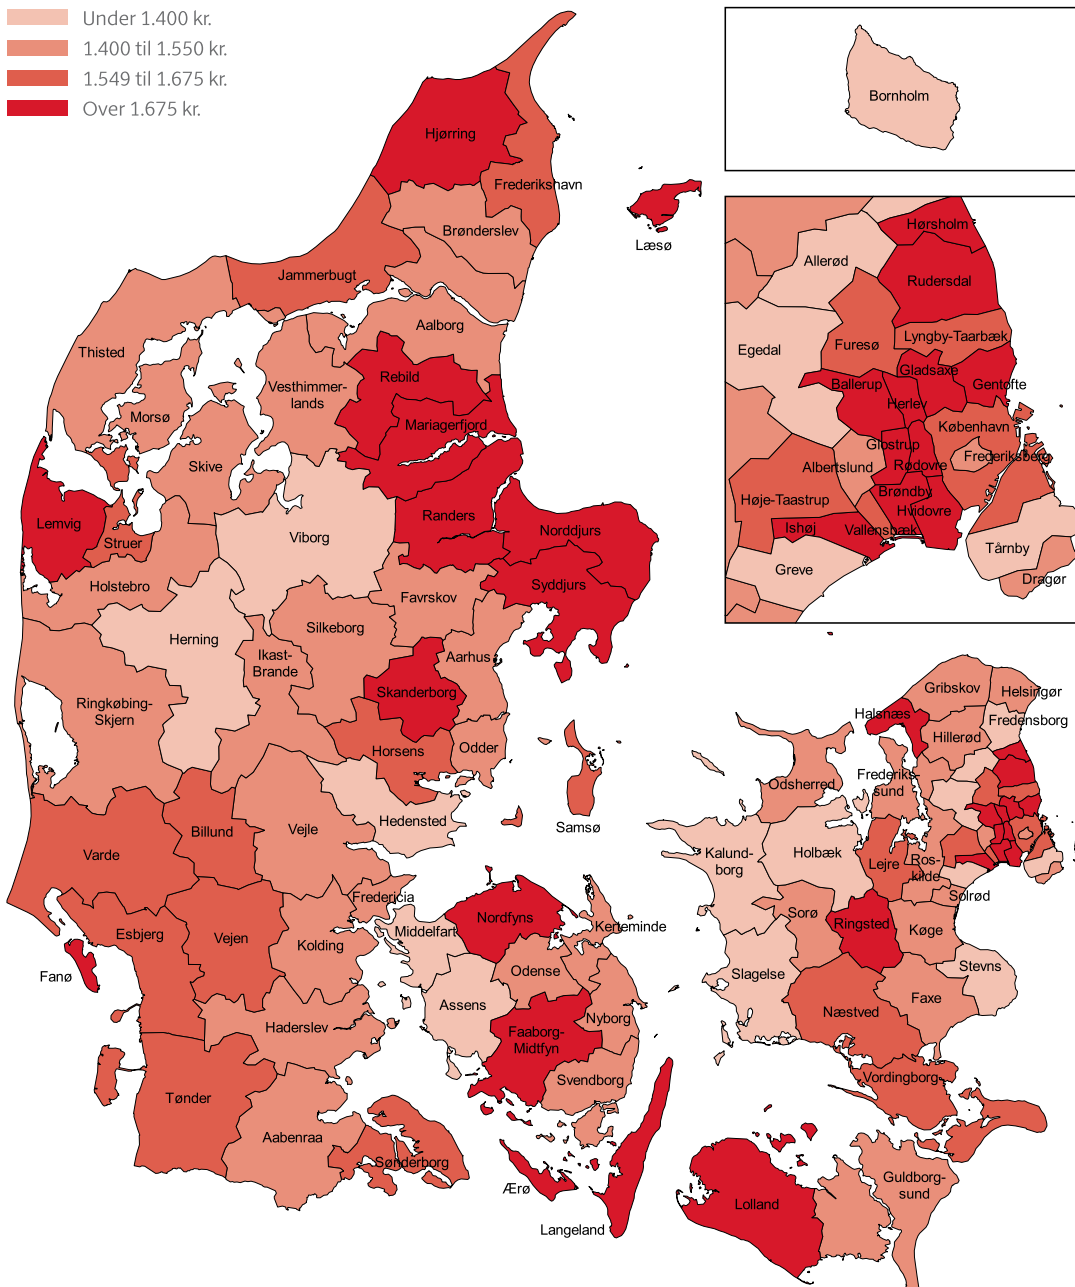 Under 1.400 kr.
1.400 til 1.550 kr.
1.549 til 1.675 kr.
Over 1.675 kr.
Hjørring
Frederikshavn
Læsø
Brønderslev
Jammerbugt
Aalborg
Thisted
Vesthimmer-
lands
Rebild
Morsø
Mariagerfjord
Skive
Lemvig
Struer
Viborg
Randers
Norddjurs
Syddjurs
Holstebro
Favrskov
Herning
Silkeborg
Ikast-
Brande
Aarhus
Skanderborg
Ringkøbing-
Skjern
Horsens
Odder
Hedensted
Samsø
Varde
Billund
Vejle
Fredericia
Esbjerg
Vejen
Kolding
Fanø
Haderslev
Tønder
Aabenraa
Sønderborg
Middelfart
Nordfyns
Kerteminde
Odense
Assens
Faaborg-
Midtfyn
Nyborg
Svendborg
Ærø
Langeland
Bornholm
Hørsholm
Allerød
Rudersdal
Egedal
Furesø
Lyngby-Taarbæk
Gladsaxe
Ballerup
Gentofte
Herlev
København
Glostrup
Frederiksberg
Albertslund
Rødovre
Høje-Taastrup
Brøndby
Hvidovre
Ishøj
Vallensbæk
Greve
Tårnby
Dragør
Gribskov
Helsingør
Halsnæs
Fredensborg
Hillerød
Odsherred
Frederiks-
sund
Kalund-
borg
Holbæk
Lejre
Ros-
kilde
Solrød
Sorø
Ringsted
Køge
Slagelse
Stevns
Næstved
Faxe
Vordingborg
Lolland
Guldborg-
sund